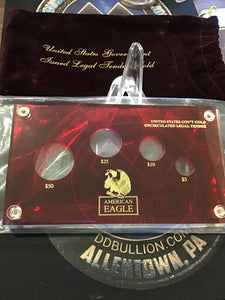 United States Government
Issued Legal Tender Gold
UNITED STATES GOV'T GOLD
UNCIRCULATED LEGAL TENDER
$25
$10
$50
$5
AMERICAN
EAGLE
DDBULLION.COM
ALLENTOWN, PA